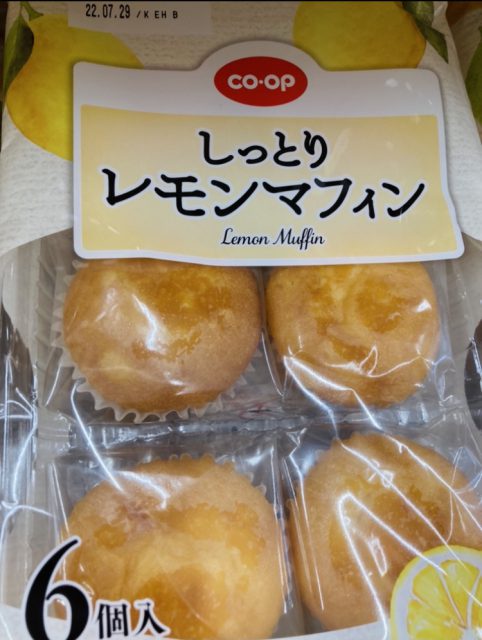 22.07.29 /KEHB
CO・OP
しっとり
レモンマフィン
Lemon Muffin
6個入